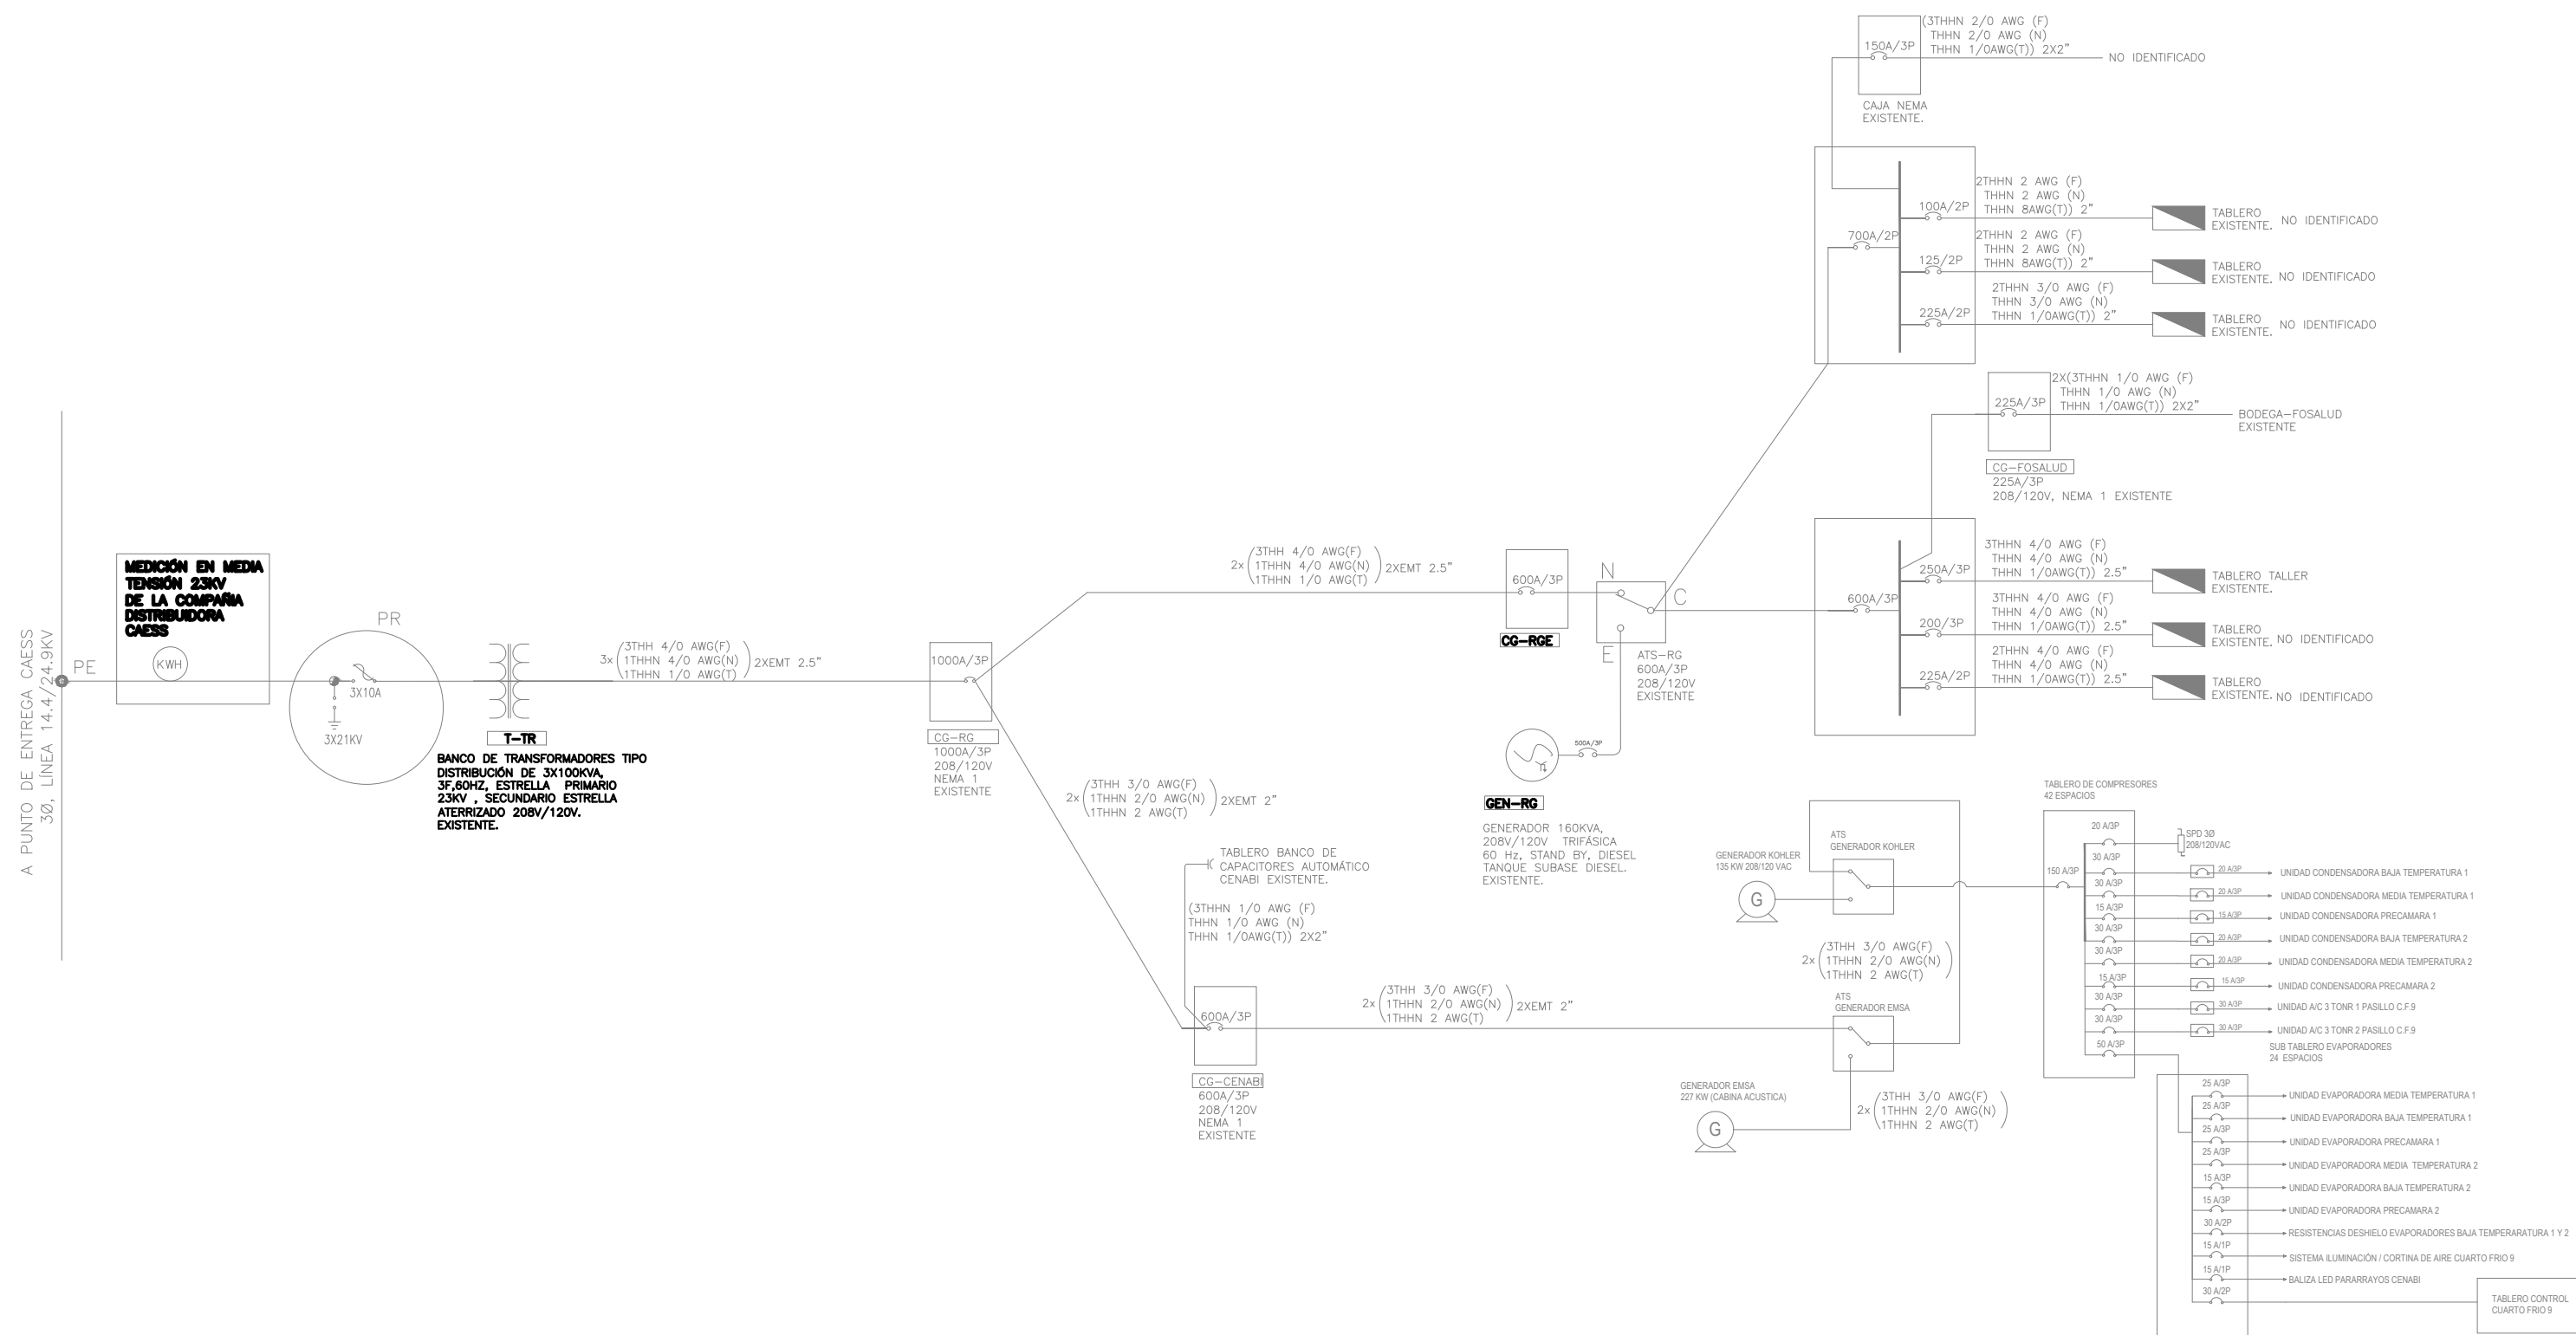 A PUNTO DE ENTREGA CAESS
3Ø, LÍNEA 14.4/24.9KV
PE
MEDICIÓN EN MEDIA
TENSIÓN 23KV
DE LA COMPAÑIA
DISTRIBUIDORA
CAESS
KWH
PR
3X10A
3X21KV
T-TR
BANCO DE TRANSFORMADORES TIPO
DISTRIBUCIÓN DE 3X100KVA,
3F,60HZ, ESTRELLA PRIMARIO
23KV , SECUNDARIO ESTRELLA
ATERRIZADO 208V/120V.
EXISTENTE.
3x
(3THH 4/0 AWG(F)
1THHN 4/0 AWG(N)
1THHN 1/0 AWG(T))
2XEMT 2.5"
1000A/3P
CG-RG
1000A/3P
208/120V
NEMA 1
EXISTENTE
2x
(3THH 4/0 AWG(F)
1THHN 4/0 AWG(N)
1THHN 1/0 AWG(T))
2XEMT 2.5"
600A/3P
CG-RGE
N
C
E
ATS-RG
600A/3P
208/120V
EXISTENTE
500A/3P
GEN-RG
GENERADOR 160KVA,
208V/120V TRIFÁSICA
60 Hz, STAND BY, DIESEL
TANQUE SUBASE DIESEL.
EXISTENTE.
150A/3P
(3THHN 2/0 AWG (F)
THHN 2/0 AWG (N)
THHN 1/0AWG(T)) 2X2"
NO IDENTIFICADO
CAJA NEMA
EXISTENTE.
700A/2P
100A/2P
2THHN 2 AWG (F)
THHN 2 AWG (N)
THHN 8AWG(T)) 2"
TABLERO
EXISTENTE. NO IDENTIFICADO
125/2P
2THHN 2 AWG (F)
THHN 2 AWG (N)
THHN 8AWG(T)) 2"
TABLERO
EXISTENTE. NO IDENTIFICADO
225A/2P
2THHN 3/0 AWG (F)
THHN 3/0 AWG (N)
THHN 1/0AWG(T)) 2"
TABLERO
EXISTENTE. NO IDENTIFICADO
225A/3P
2X(3THHN 1/0 AWG (F)
THHN 1/0 AWG (N)
THHN 1/0AWG(T)) 2X2"
BODEGA-FOSALUD
EXISTENTE
CG-FOSALUD
225A/3P
208/120V, NEMA 1 EXISTENTE
600A/3P
250A/3P
3THHN 4/0 AWG (F)
THHN 4/0 AWG (N)
THHN 1/0AWG(T)) 2.5"
TABLERO TALLER
EXISTENTE.
200/3P
3THHN 4/0 AWG (F)
THHN 4/0 AWG (N)
THHN 1/0AWG(T)) 2.5"
TABLERO
EXISTENTE. NO IDENTIFICADO
225A/2P
2THHN 4/0 AWG (F)
THHN 4/0 AWG (N)
THHN 1/0AWG(T)) 2.5"
TABLERO
EXISTENTE. NO IDENTIFICADO
2x
(3THH 3/0 AWG(F)
1THHN 2/0 AWG(N)
1THHN 2 AWG(T))
2XEMT 2"
TABLERO BANCO DE
CAPACITORES AUTOMÁTICO
CENABI EXISTENTE.
(3THHN 1/0 AWG (F)
THHN 1/0 AWG (N)
THHN 1/0AWG(T)) 2X2"
600A/3P
CG-CENABI
600A/3P
208/120V
NEMA 1
EXISTENTE
2x
(3THH 3/0 AWG(F)
1THHN 2/0 AWG(N)
1THHN 2 AWG(T))
2XEMT 2"
GENERADOR KOHLER
135 KW 208/120 VAC
G
ATS
GENERADOR KOHLER
2x
(3THH 3/0 AWG(F)
1THHN 2/0 AWG(N)
1THHN 2 AWG(T))
ATS
GENERADOR EMSA
GENERADOR EMSA
227 KW (CABINA ACUSTICA)
G
2x
(3THH 3/0 AWG(F)
1THHN 2/0 AWG(N)
1THHN 2 AWG(T))
TABLERO DE COMPRESORES
42 ESPACIOS
150 A/3P
20 A/3P
SPD 3Ø
208/120VAC
30 A/3P
20 A/3P
UNIDAD CONDENSADORA BAJA TEMPERATURA 1
30 A/3P
20 A/3P
UNIDAD CONDENSADORA MEDIA TEMPERATURA 1
15 A/3P
15 A/3P
UNIDAD CONDENSADORA PRECAMARA 1
30 A/3P
20 A/3P
UNIDAD CONDENSADORA BAJA TEMPERATURA 2
30 A/3P
20 A/3P
UNIDAD CONDENSADORA MEDIA TEMPERATURA 2
15 A/3P
15 A/3P
UNIDAD CONDENSADORA PRECAMARA 2
30 A/3P
30 A/3P
UNIDAD A/C 3 TONR 1 PASILLO C.F.9
30 A/3P
30 A/3P
UNIDAD A/C 3 TONR 2 PASILLO C.F.9
50 A/3P
SUB TABLERO EVAPORADORES
24 ESPACIOS
25 A/3P
UNIDAD EVAPORADORA MEDIA TEMPERATURA 1
25 A/3P
UNIDAD EVAPORADORA BAJA TEMPERATURA 1
25 A/3P
UNIDAD EVAPORADORA PRECAMARA 1
25 A/3P
UNIDAD EVAPORADORA MEDIA TEMPERATURA 2
15 A/3P
UNIDAD EVAPORADORA BAJA TEMPERATURA 2
15 A/3P
UNIDAD EVAPORADORA PRECAMARA 2
30 A/2P
RESISTENCIAS DESHIELO EVAPORADORES BAJA TEMPERARATURA 1 Y 2
15 A/1P
SISTEMA ILUMINACIÓN / CORTINA DE AIRE CUARTO FRIO 9
15 A/1P
BALIZA LED PARARRAYOS CENABI
30 A/2P
TABLERO CONTROL
CUARTO FRIO 9